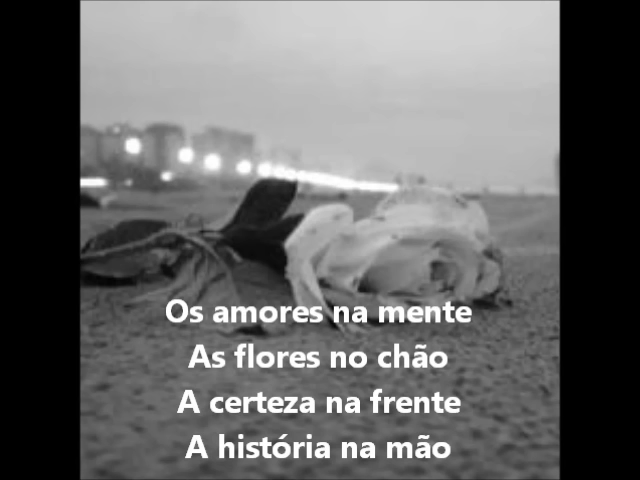 Os amores na mente
As flores no chão
A certeza na frente
A história na mão